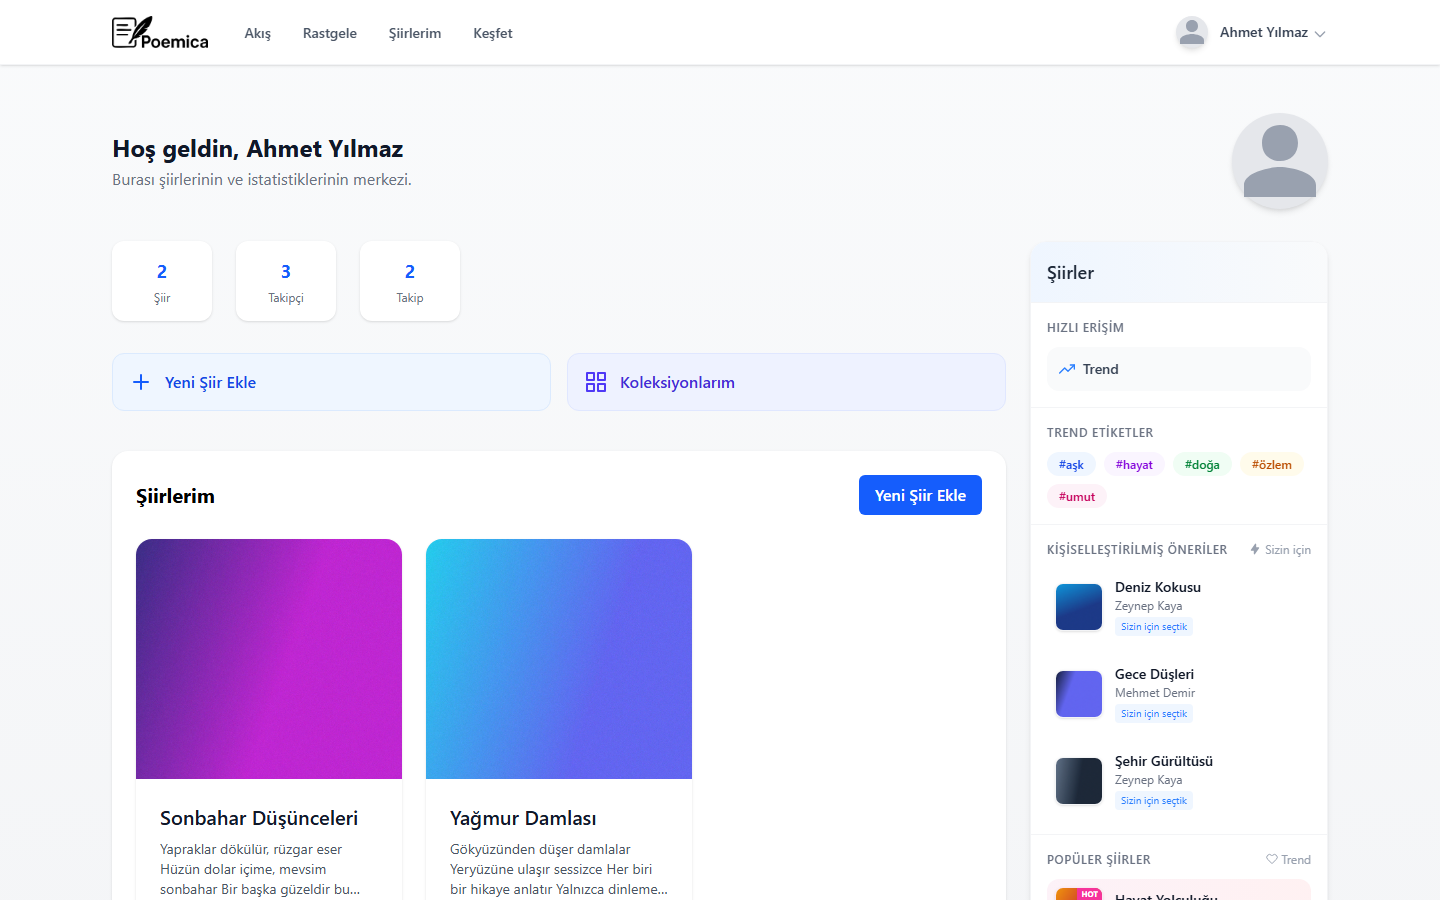 Poemica
Akış
Rastgele
Şiirlerim
Keşfet
Ahmet Yılmaz
Hoş geldin, Ahmet Yılmaz
Burası şiirlerinin ve istatistiklerinin merkezi.
2
Şiir
3
Takipçi
2
Takip
Yeni Şiir Ekle
Koleksiyonlarım
Şiirlerim
Yeni Şiir Ekle
Sonbahar Düşünceleri
Yapraklar dökülür, rüzgar eser
Hüzün dolar içime, mevsim
sonbahar Bir başka güzeldir bu...
Yağmur Damlası
Gökyüzünden düşer damlalar
Yeryüzüne ulaşır sessizce Her biri
bir hikaye anlatır Yalnızca dinleme...
Şiirler
HIZLI ERİŞİM
Trend
TREND ETİKETLER
#aşk
#hayat
#doğa
#özlem
#umut
KİŞİSELLEŞTİRİLMİŞ ÖNERİLER
Sizin için
Deniz Kokusu
Zeynep Kaya
Sizin için seçtik
Gece Düşleri
Mehmet Demir
Sizin için seçtik
Şehir Gürültüsü
Zeynep Kaya
Sizin için seçtik
POPÜLER ŞİİRLER
Trend
HOT
Hayat Yolculuğu